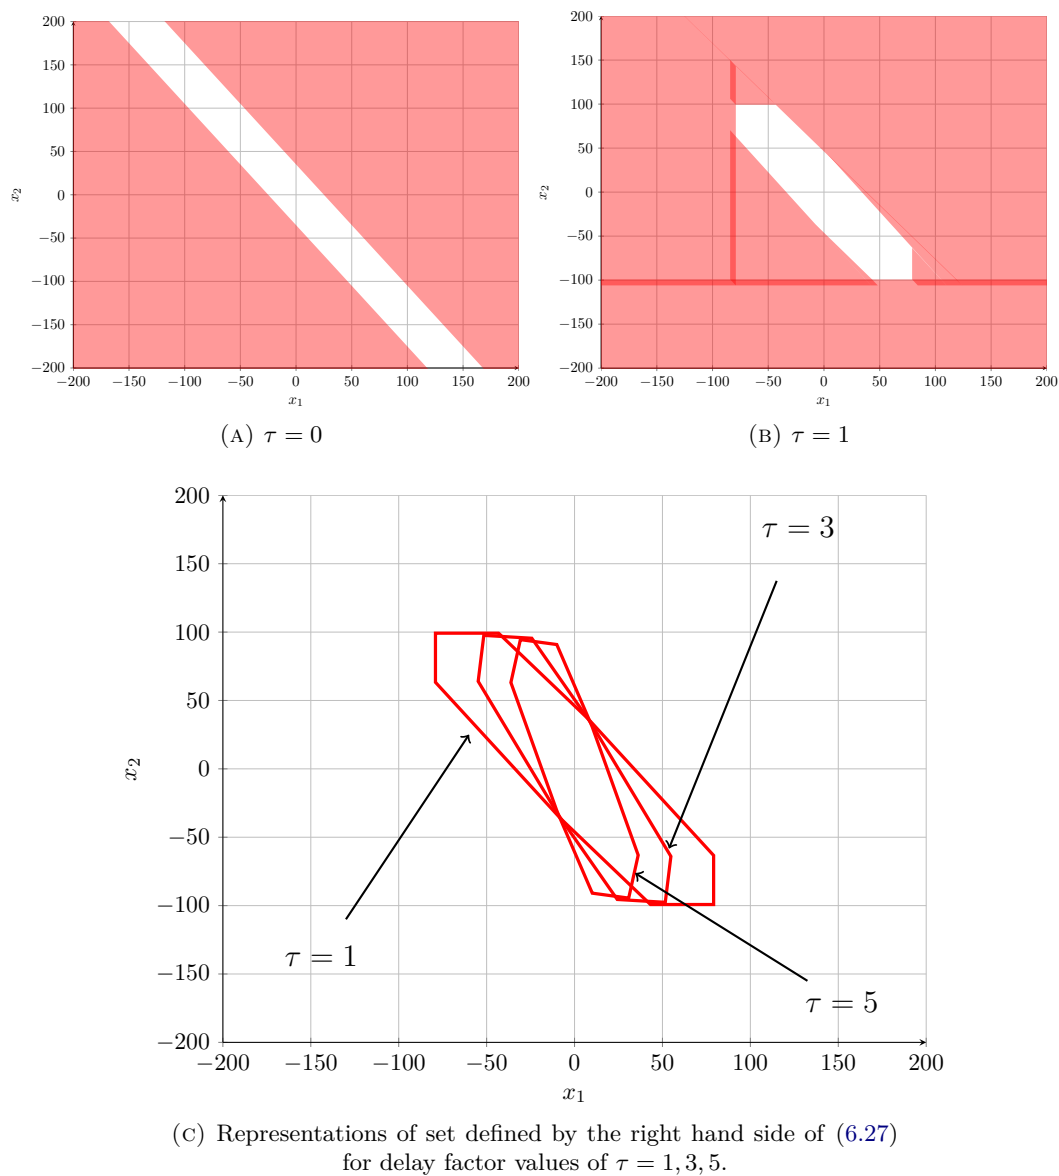 200
150
100
50
0
−50
−100
−150
−200
−200 −150 −100 −50 0 50 100 150 200
x₂
x₁
(A) τ = 0
200
150
100
50
0
−50
−100
−150
−200
−200 −150 −100 −50 0 50 100 150 200
x₂
x₁
(B) τ = 1
200
150
100
50
0
−50
−100
−150
−200
−200 −150 −100 −50 0 50 100 150 200
x₂
x₁
τ = 3
τ = 1
τ = 5
(C) Representations of set defined by the right hand side of (6.27)
for delay factor values of τ = 1, 3, 5.